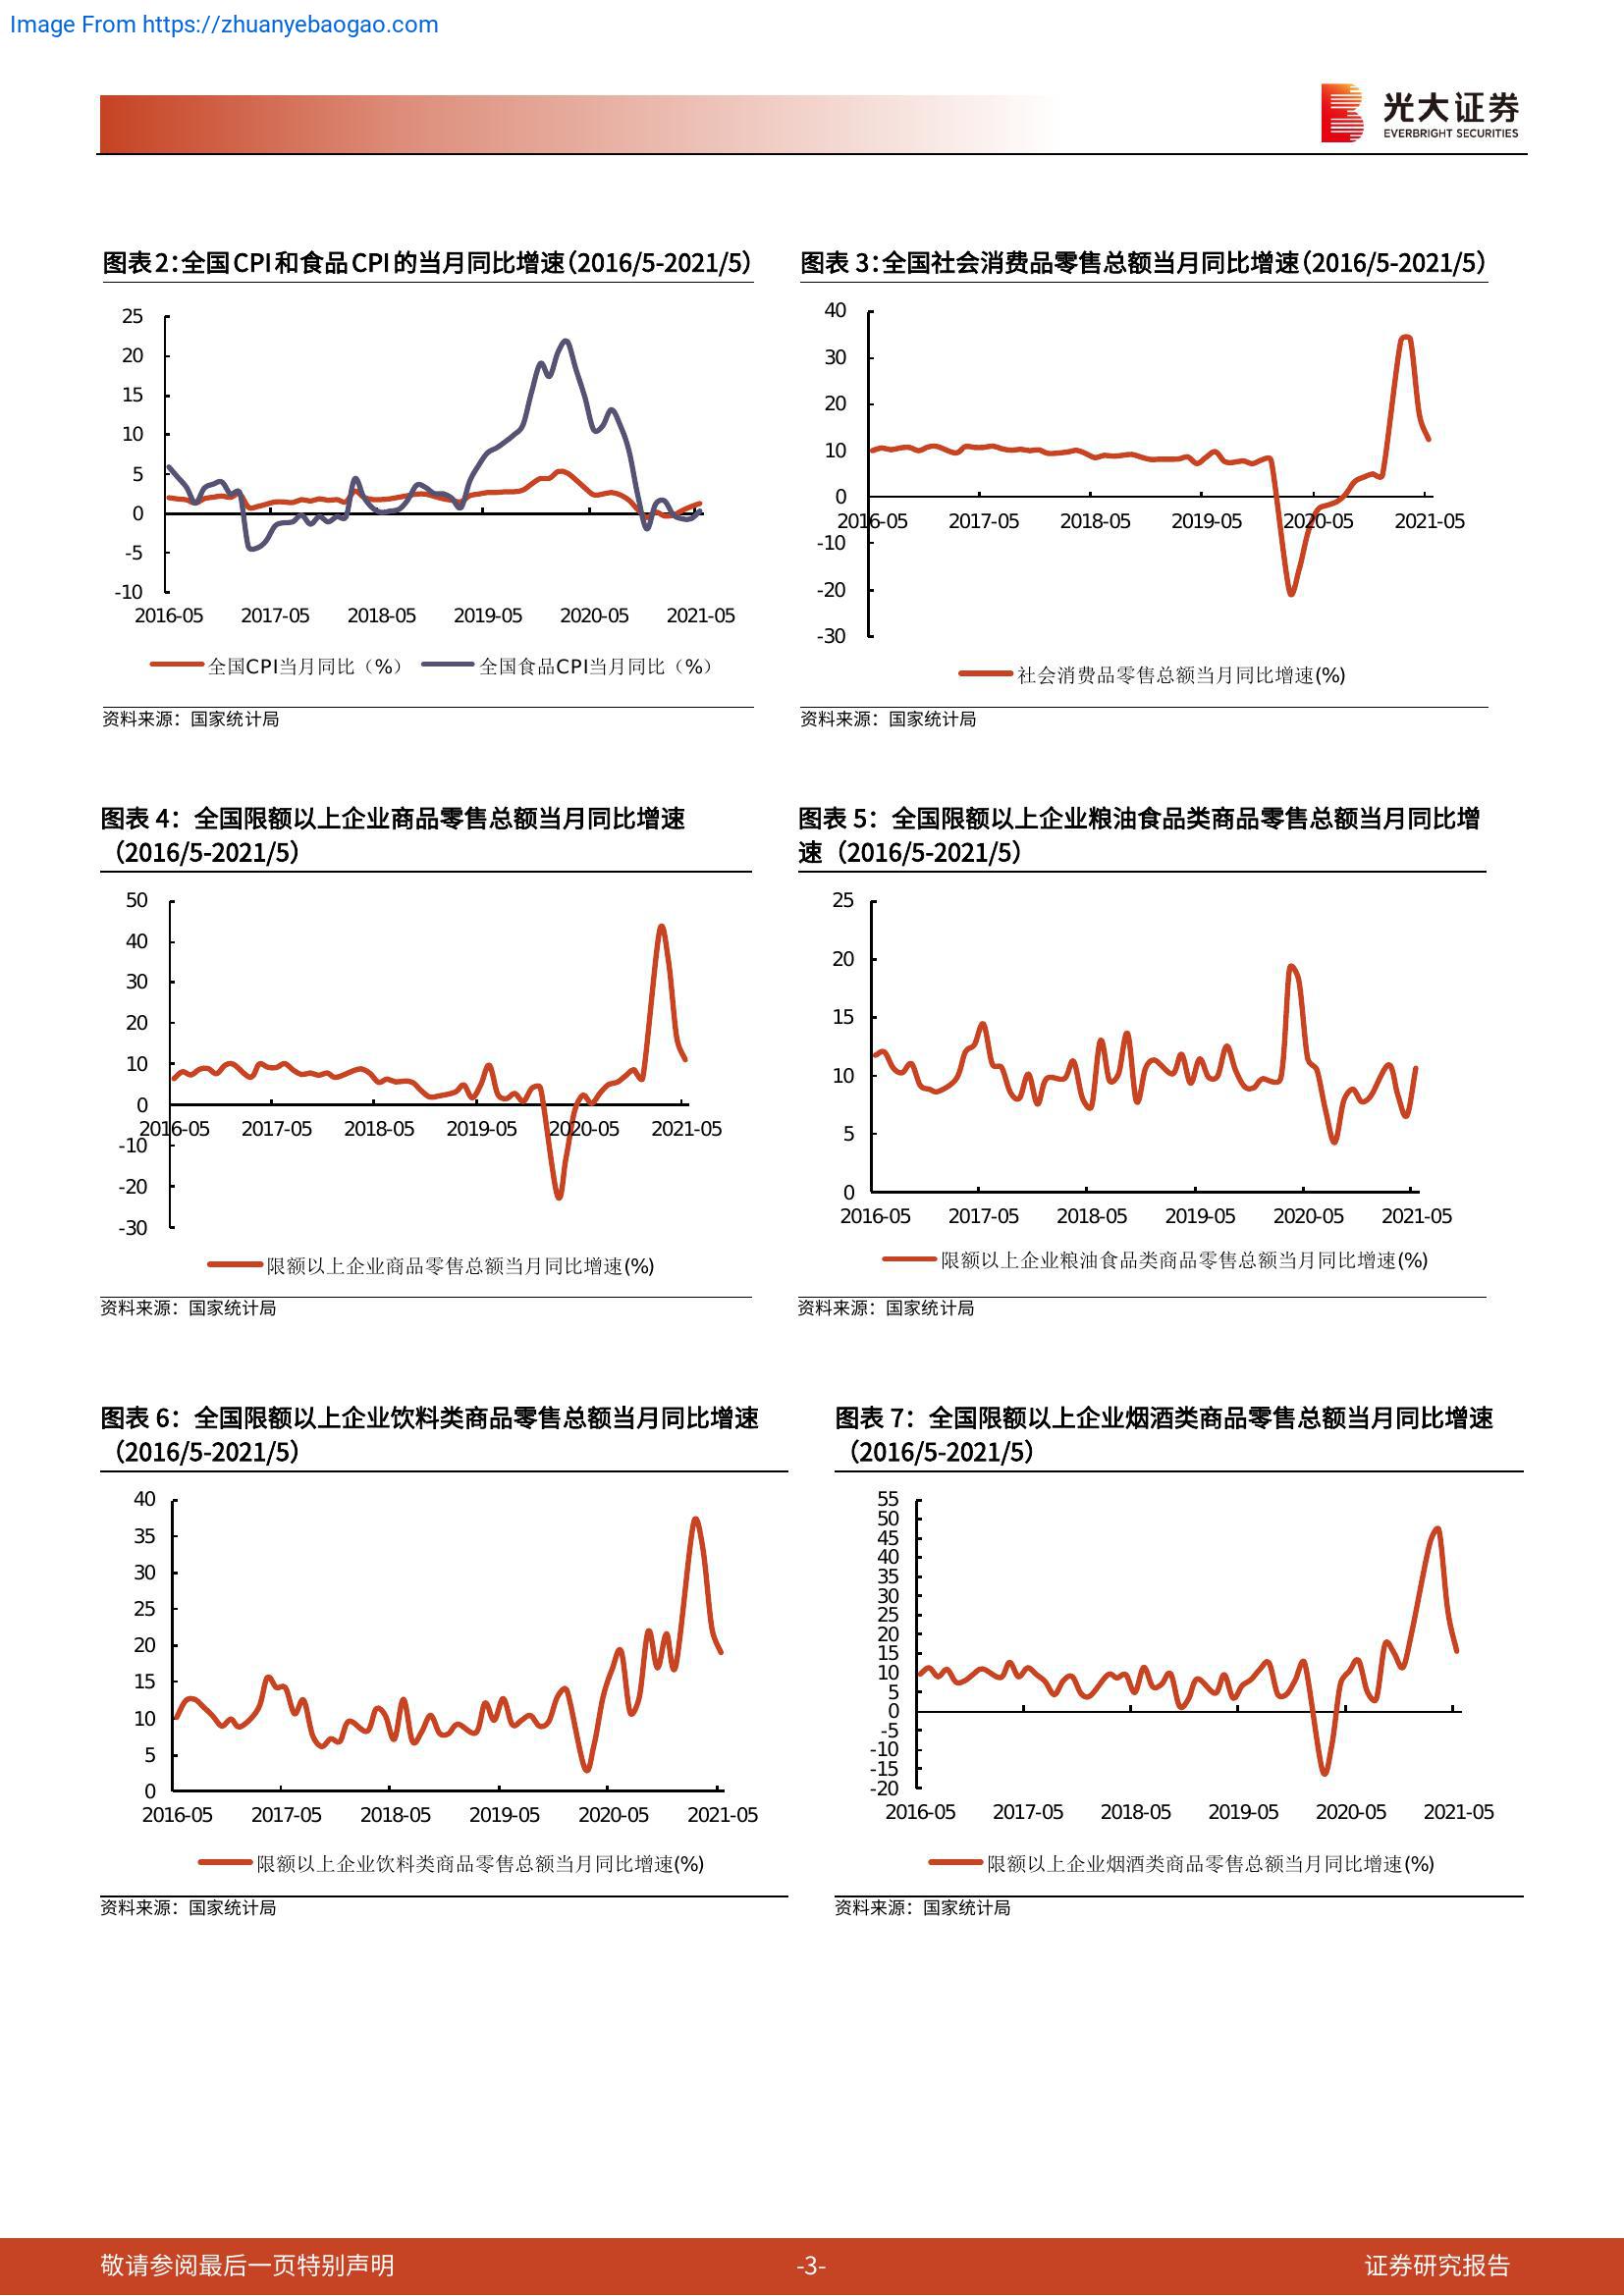 Image From https://zhuanyebaogao.com
光大证券
EVERBRIGHT SECURITIES
图表2：全国CPI和食品CPI的当月同比增速（2016/5-2021/5）
25
20
15
10
5
0
-5
-10
2016-05 2017-05 2018-05 2019-05 2020-05 2021-05
全国CPI当月同比（%） 全国食品CPI当月同比（%）
资料来源：国家统计局
图表 3：全国社会消费品零售总额当月同比增速（2016/5-2021/5）
40
30
20
10
0
-10
-20
-30
2016-05 2017-05 2018-05 2019-05 2020-05 2021-05
社会消费品零售总额当月同比增速(%)
资料来源：国家统计局
图表 4：全国限额以上企业商品零售总额当月同比增速
（2016/5-2021/5）
50
40
30
20
10
0
-10
-20
-30
2016-05 2017-05 2018-05 2019-05 2020-05 2021-05
限额以上企业商品零售总额当月同比增速(%)
资料来源：国家统计局
图表 5：全国限额以上企业粮油食品类商品零售总额当月同比增
速（2016/5-2021/5）
25
20
15
10
5
0
2016-05 2017-05 2018-05 2019-05 2020-05 2021-05
限额以上企业粮油食品类商品零售总额当月同比增速(%)
资料来源：国家统计局
图表 6：全国限额以上企业饮料类商品零售总额当月同比增速
（2016/5-2021/5）
40
35
30
25
20
15
10
5
0
2016-05 2017-05 2018-05 2019-05 2020-05 2021-05
限额以上企业饮料类商品零售总额当月同比增速(%)
资料来源：国家统计局
图表 7：全国限额以上企业烟酒类商品零售总额当月同比增速
（2016/5-2021/5）
55
50
45
40
35
30
25
20
15
10
5
0
-5
-10
-15
-20
2016-05 2017-05 2018-05 2019-05 2020-05 2021-05
限额以上企业烟酒类商品零售总额当月同比增速(%)
资料来源：国家统计局
敬请参阅最后一页特别声明 -3- 证券研究报告